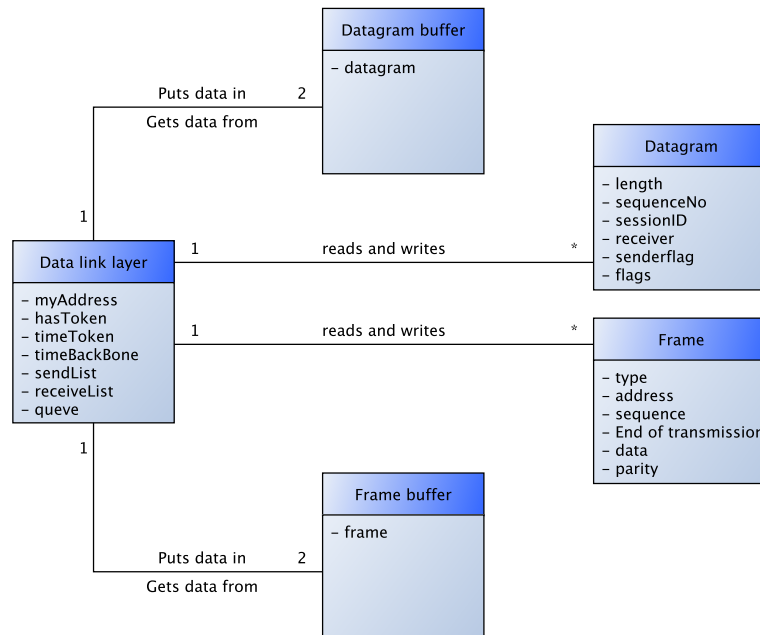 Datagram buffer
- datagram
Puts data in
2
Gets data from
1
Datagram
- length
- sequenceNo
- sessionID
- receiver
- senderflag
- flags
1
reads and writes
*
Data link layer
- myAddress
- hasToken
- timeToken
- timeBackBone
- sendList
- receiveList
- queve
1
reads and writes
*
Frame
- type
- address
- sequence
- End of transmission
- data
- parity
1
Frame buffer
- frame
Puts data in
2
Gets data from